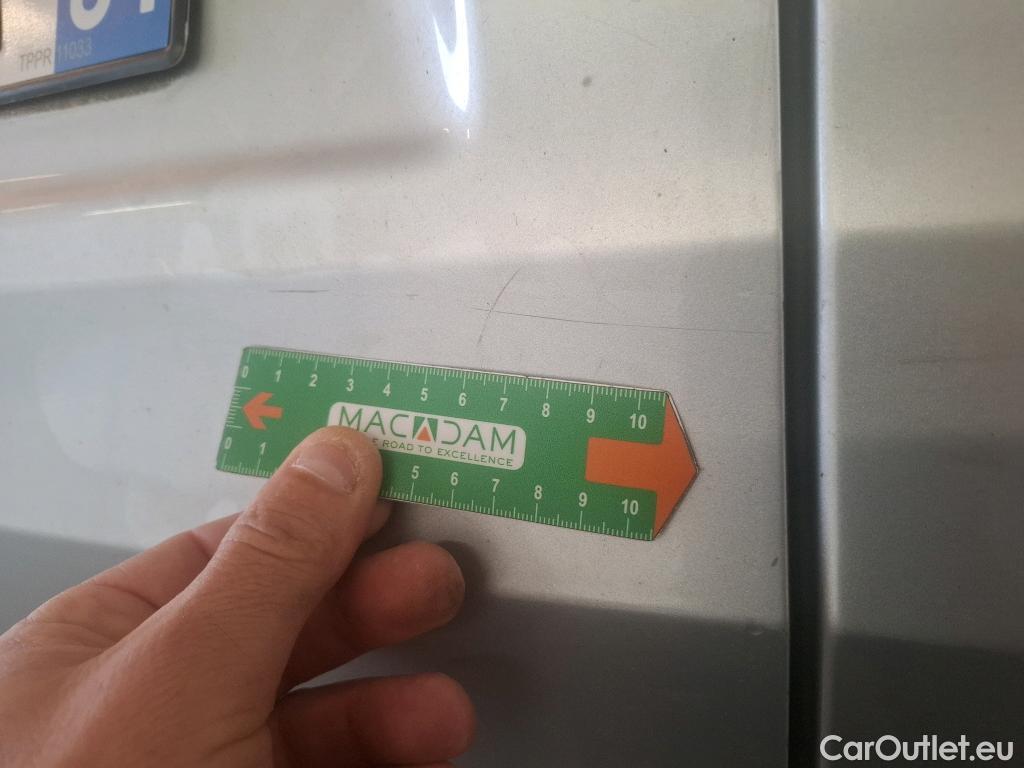 TPPR 11033
0 1 2 3 4 5 6 7 8 9 10
MACADAM
ROAD TO EXCELLENCE
0 1 5 6 7 8 9 10
CarOutlet.eu